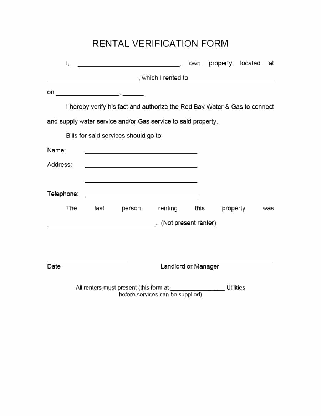 RENTAL VERIFICATION FORM
I, ______________________, own property located at
______________________, which I rented to ______________________
on ______________, ______.
I hereby verify his fact and authorize the Red Bay Water & Gas to connect
and supply water service and/or Gas service to said property.
Bills for said services should go to:
Name: ______________________
Address: ______________________
______________________
Telephone: ______________________
The last person renting this property was
______________________. (Not present renter)
Date Landlord or Manager
All renters must present (this form at ______________ Utilities
before services can be supplied)